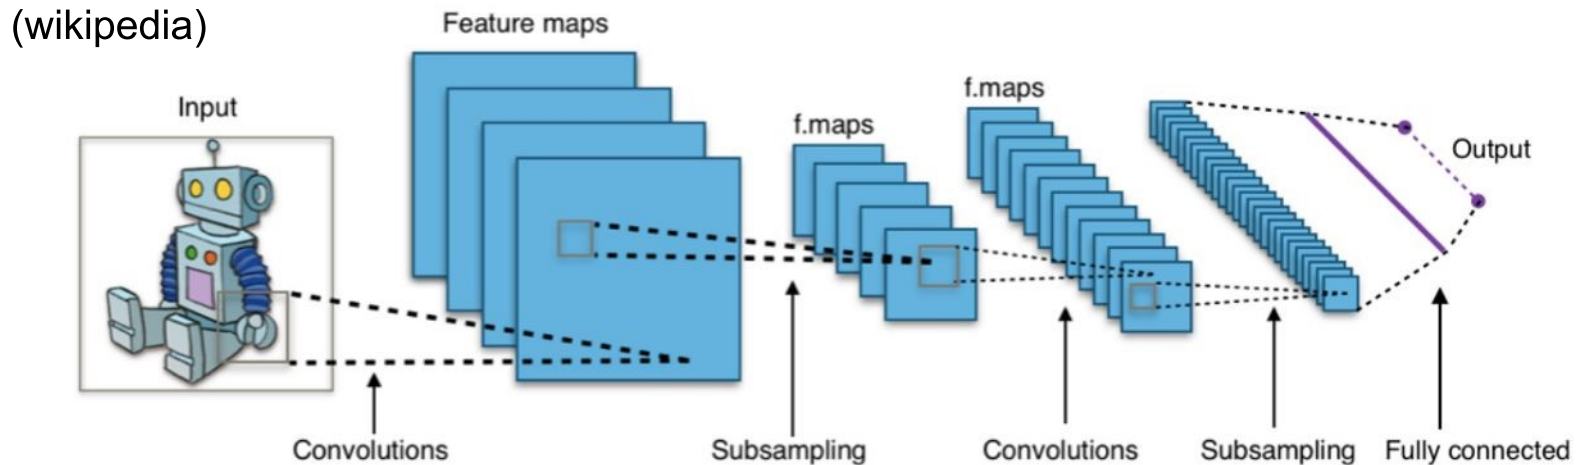 (wikipedia)
Feature maps
Input
f.maps
f.maps
Output
Convolutions
Subsampling
Convolutions
Subsampling
Fully connected